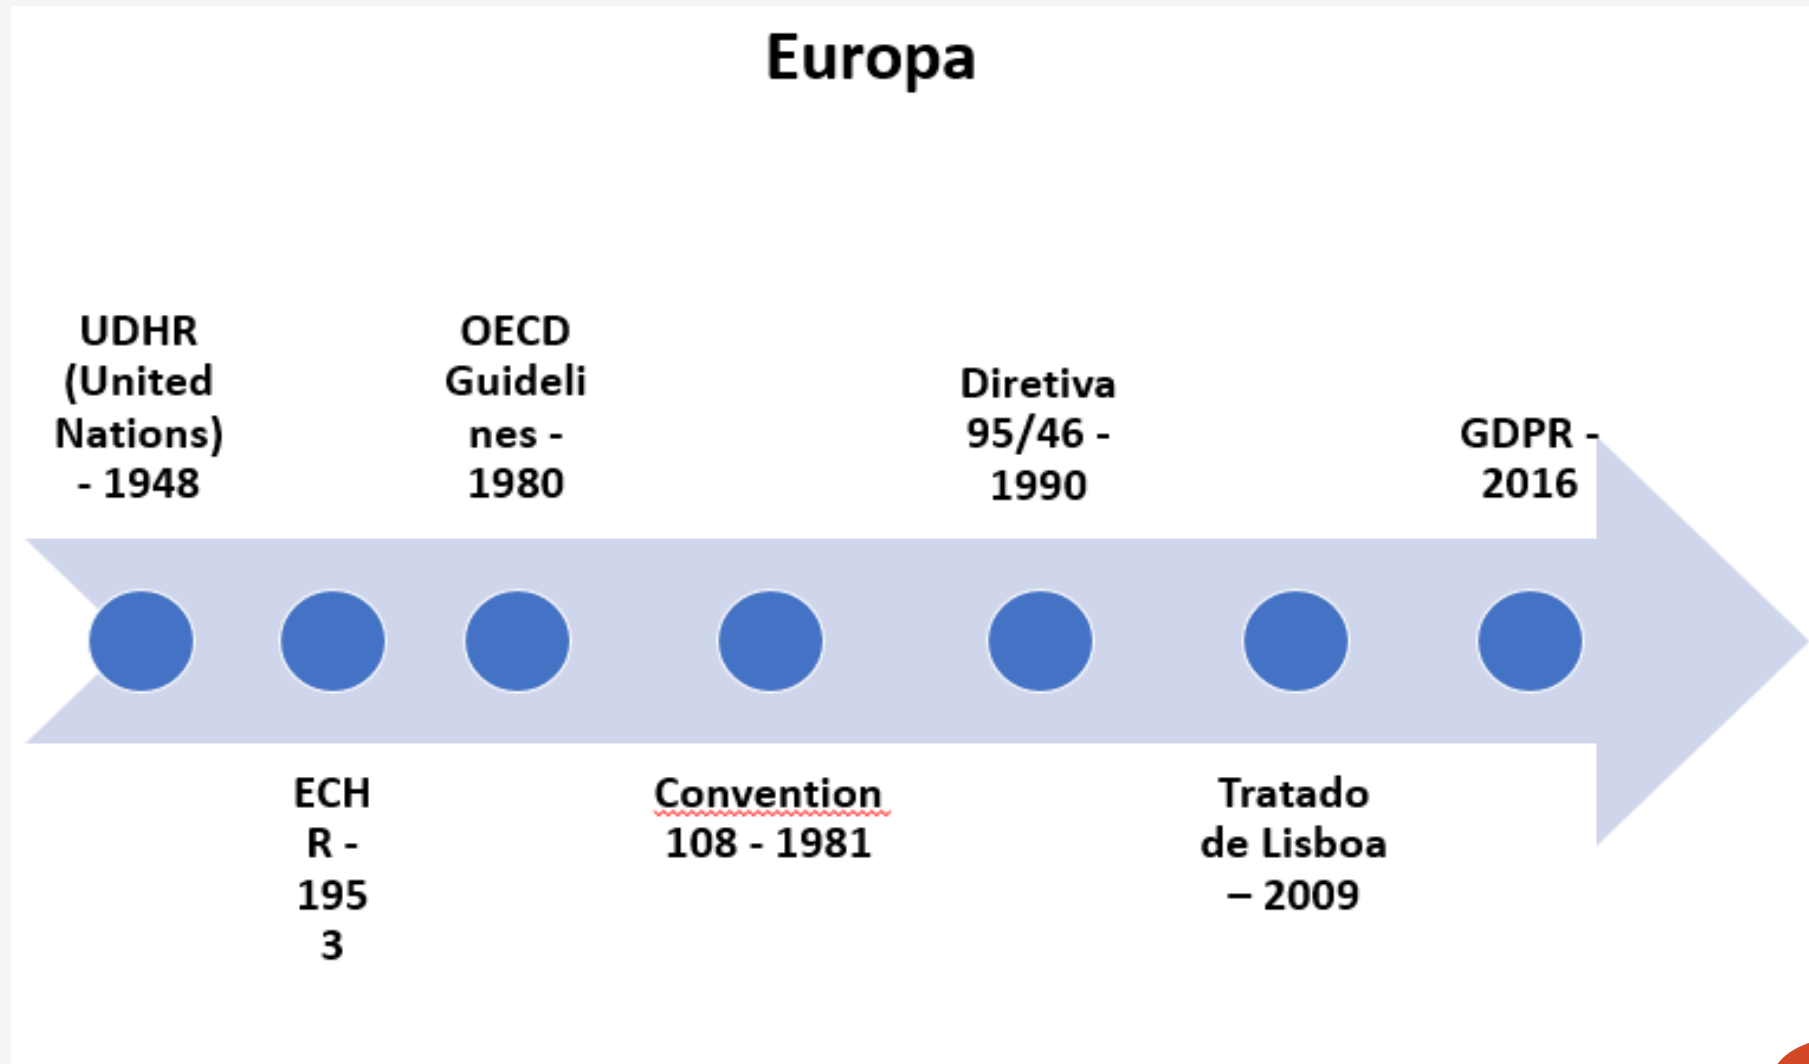 Europa
UDHR
(United
Nations)
- 1948
ECH
R -
195
3
OECD
Guideli
nes -
1980
Convention
108 - 1981
Diretiva
95/46 -
1990
Tratado
de Lisboa
– 2009
GDPR -
2016